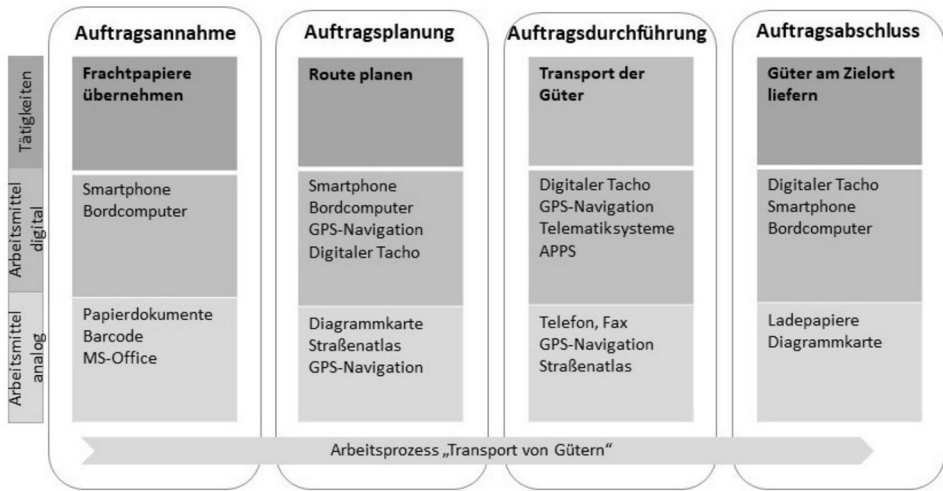 Auftragsannahme
Auftragsplanung
Auftragsdurchführung
Auftragsabschluss
Tätigkeiten
Frachtpapiere
übernehmen
Route planen
Transport der
Güter
Güter am Zielort
liefern
Arbeitsmittel
digital
Smartphone
Bordcomputer
Smartphone
Bordcomputer
GPS-Navigation
Digitaler Tacho
Digitaler Tacho
GPS-Navigation
Telematiksysteme
APPS
Digitaler Tacho
Smartphone
Bordcomputer
Arbeitsmittel
analog
Papierdokumente
Barcode
MS-Office
Diagrammkarte
Straßenatlas
GPS-Navigation
Telefon, Fax
GPS-Navigation
Straßenatlas
Ladepapiere
Diagrammkarte
Arbeitsprozess „Transport von Gütern“